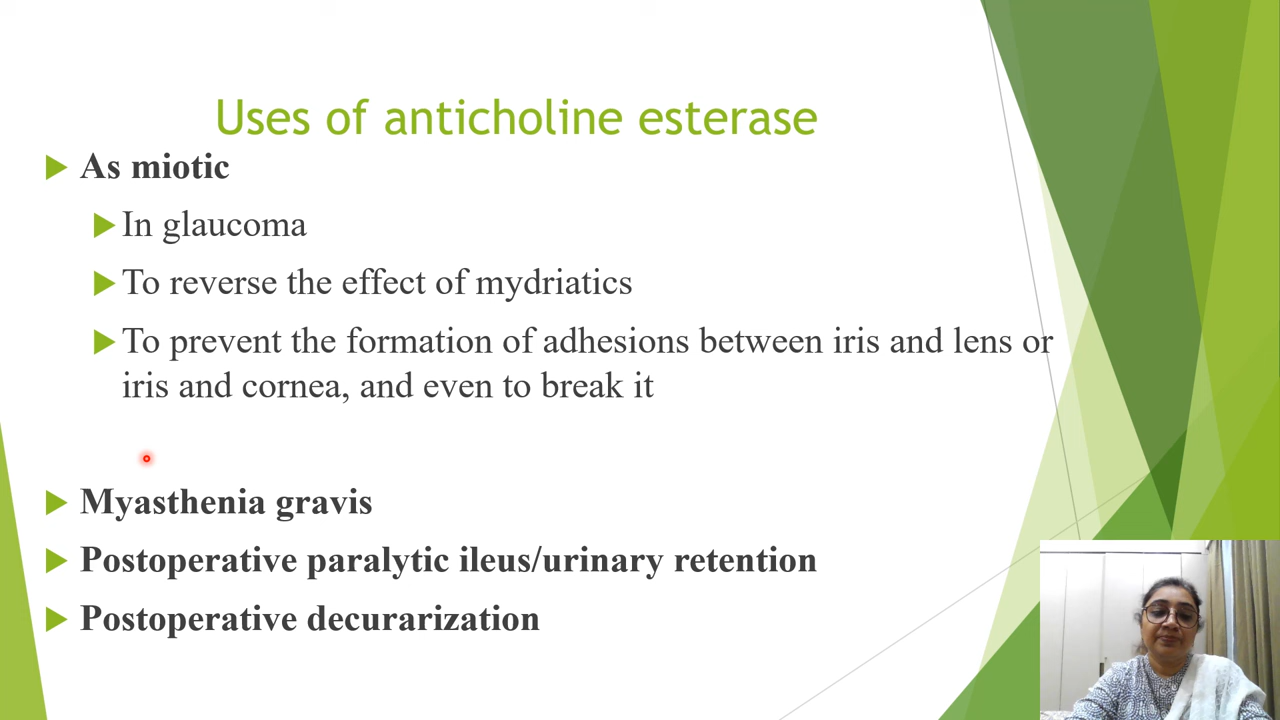 Uses of anticholine esterase
As miotic
In glaucoma
To reverse the effect of mydriatics
To prevent the formation of adhesions between iris and lens or
iris and cornea, and even to break it
Myasthenia gravis
Postoperative paralytic ileus/urinary retention
Postoperative decurarization